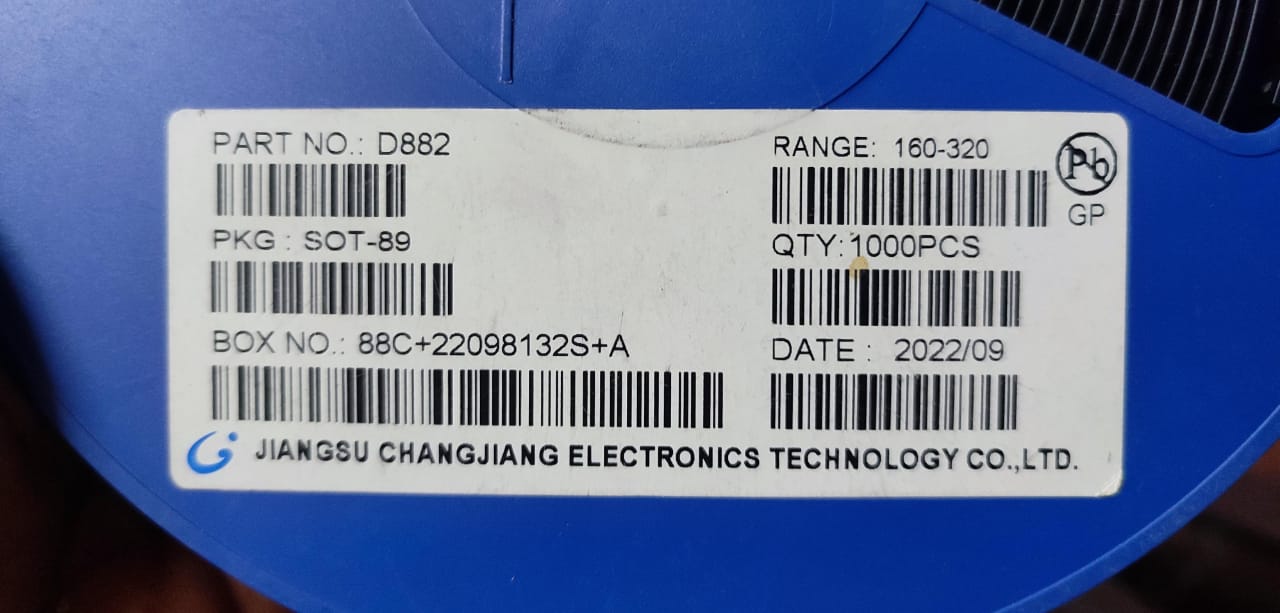 PART NO.: D882
RANGE: 160-320
Pb
GP
PKG : SOT-89
QTY:1000PCS
BOX NO.: 88C+22098132S+A
DATE : 2022/09
JIANGSU CHANGJIANG ELECTRONICS TECHNOLOGY CO.,LTD.